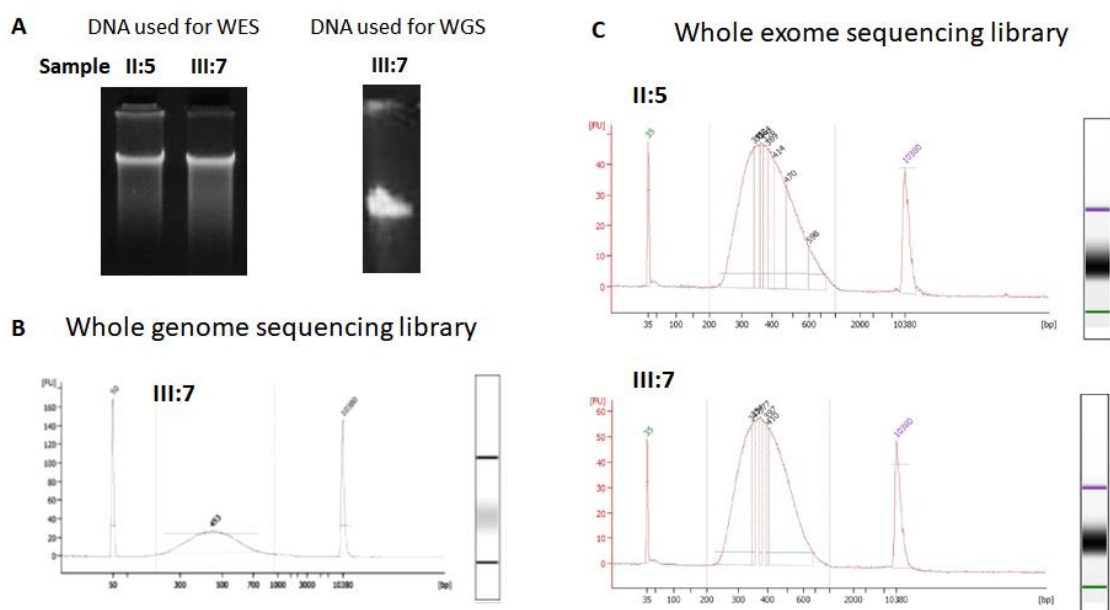 A
DNA used for WES
DNA used for WGS
Sample II:5 III:7
III:7
B Whole genome sequencing library
III:7
[FU]
50
10380
160
140
120
100
80
60
40
20
0
453
50 300 500 700 1000 3000 10380 [bp]
C Whole exome sequencing library
II:5
[FU]
35
414
470
598
10380
40
30
20
10
0
35 100 200 300 400 600 2000 10380 [bp]
III:7
[FU]
35
397
410
10380
60
50
40
30
20
10
0
35 100 200 300 400 600 2000 10380 [bp]